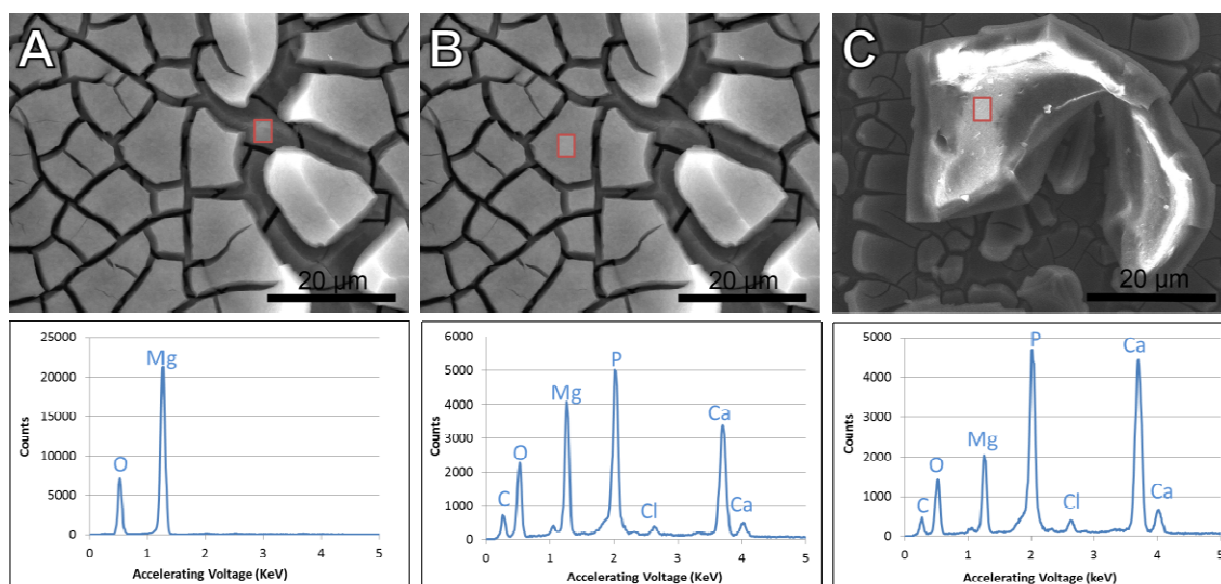 A
20 µm
B
20 µm
C
20 µm
25000
20000
15000
10000
5000
0
Counts
Mg
O
0 1 2 3 4 5
Accelerating Voltage (KeV)
6000
5000
4000
3000
2000
1000
0
Counts
C
O
Mg
P
Cl
Ca
Ca
0 1 2 3 4 5
Accelerating Voltage (KeV)
5000
4000
3000
2000
1000
0
Counts
C
O
Mg
P
Cl
Ca
Ca
0 1 2 3 4 5
Accelerating Voltage (KeV)